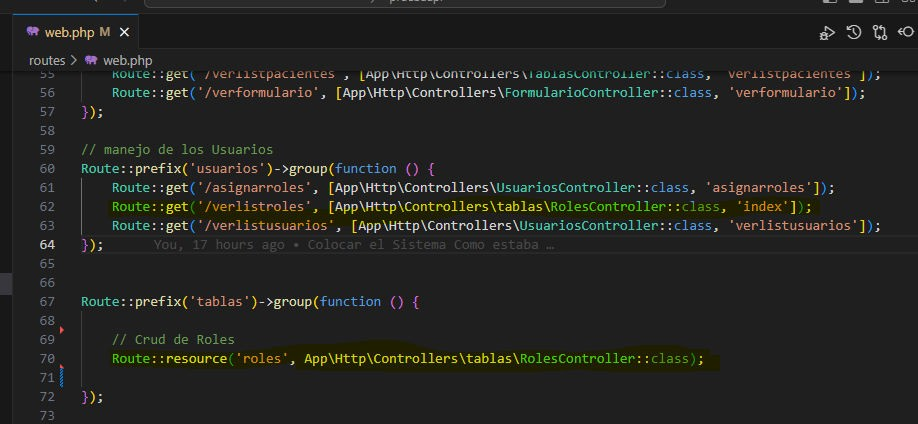 web.php M
routes > web.php
55 Route::get('/verlistpacientes', [App\Http\Controllers\TablasController::class, 'verlistpacientes']);
56 Route::get('/verformulario', [App\Http\Controllers\FormularioController::class, 'verformulario']);
57 });
58
59 // manejo de los Usuarios
60 Route::prefix('usuarios')->group(function () {
61 Route::get('/asignarroles', [App\Http\Controllers\UsuariosController::class, 'asignarroles']);
62 Route::get('/verlistroles', [App\Http\Controllers\tablas\RolesController::class, 'index']);
63 Route::get('/verlistusuarios', [App\Http\Controllers\UsuariosController::class, 'verlistusuarios']);
64 }); You, 17 hours ago • Colocar el Sistema Como estaba …
65
66
67 Route::prefix('tablas')->group(function () {
68
69 // Crud de Roles
70 Route::resource('roles', App\Http\Controllers\tablas\RolesController::class);
71
72 });
73